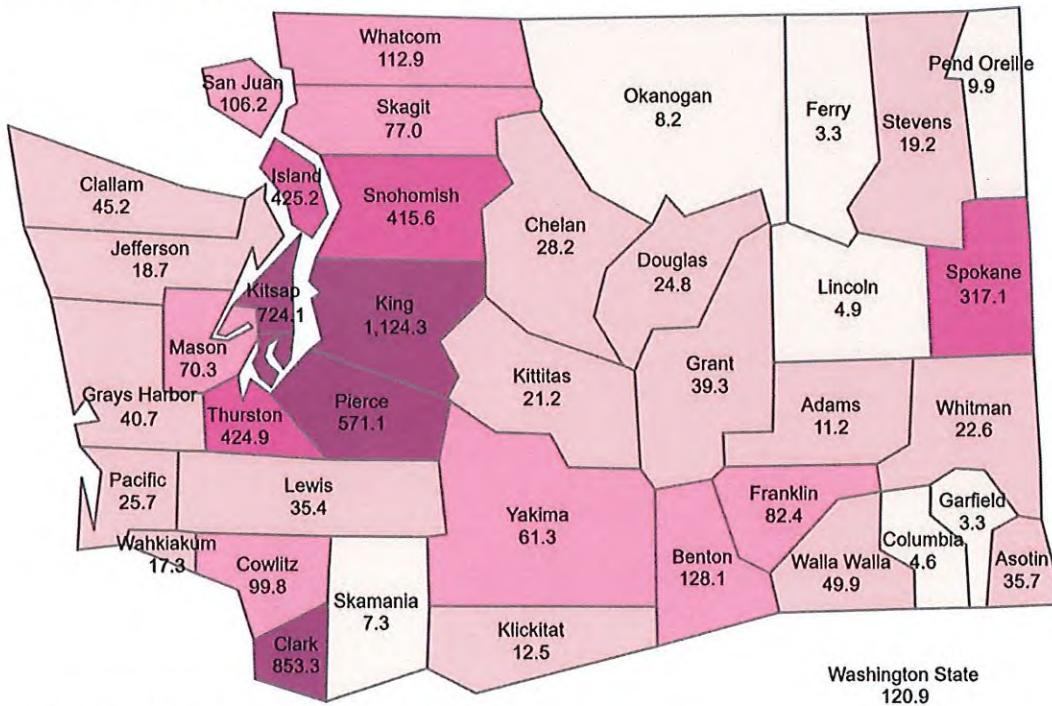 Whatcom
112.9
San Juan
106.2
Skagit
77.0
Okanogan
8.2
Ferry
3.3
Stevens
19.2
Pend Oreille
9.9
Clallam
45.2
Island
425.2
Snohomish
415.6
Jefferson
18.7
Chelan
28.2
Douglas
24.8
Kitsap
724.1
King
1,124.3
Lincoln
4.9
Spokane
317.1
Mason
70.3
Grays Harbor
40.7
Thurston
424.9
Pierce
571.1
Kittitas
21.2
Grant
39.3
Adams
11.2
Whitman
22.6
Pacific
25.7
Lewis
35.4
Yakima
61.3
Franklin
82.4
Garfield
3.3
Wahkiakum
17.3
Cowlitz
99.8
Benton
128.1
Walla Walla
49.9
Columbia
4.6
Asotin
35.7
Skamania
7.3
Clark
853.3
Klickitat
12.5
Washington State
120.9